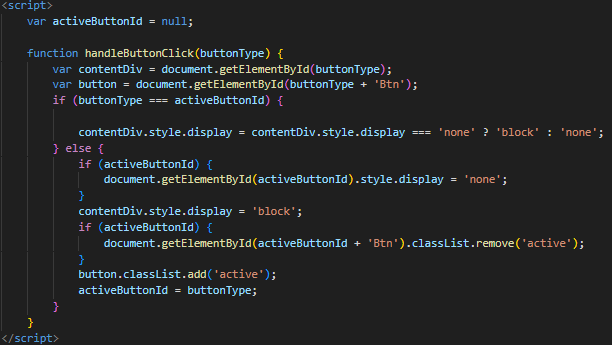 <script>
var activeButtonId = null;
function handleButtonClick(buttonType) {
var contentDiv = document.getElementById(buttonType);
var button = document.getElementById(buttonType + 'Btn');
if (buttonType === activeButtonId) {
contentDiv.style.display = contentDiv.style.display === 'none' ? 'block' : 'none';
} else {
if (activeButtonId) {
document.getElementById(activeButtonId).style.display = 'none';
}
contentDiv.style.display = 'block';
if (activeButtonId) {
document.getElementById(activeButtonId + 'Btn').classList.remove('active');
}
button.classList.add('active');
activeButtonId = buttonType;
}
}
</script>